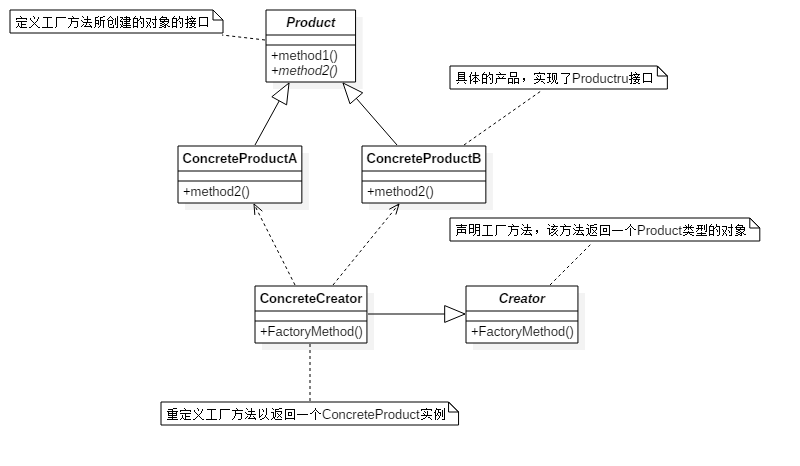 定义工厂方法所创建的对象的接口
Product
+method1()
+method2()
具体的产品，实现了Productru接口
ConcreteProductA
+method2()
ConcreteProductB
+method2()
声明工厂方法，该方法返回一个Product类型的对象
ConcreteCreator
+FactoryMethod()
Creator
+FactoryMethod()
重定义工厂方法以返回一个ConcreteProduct实例